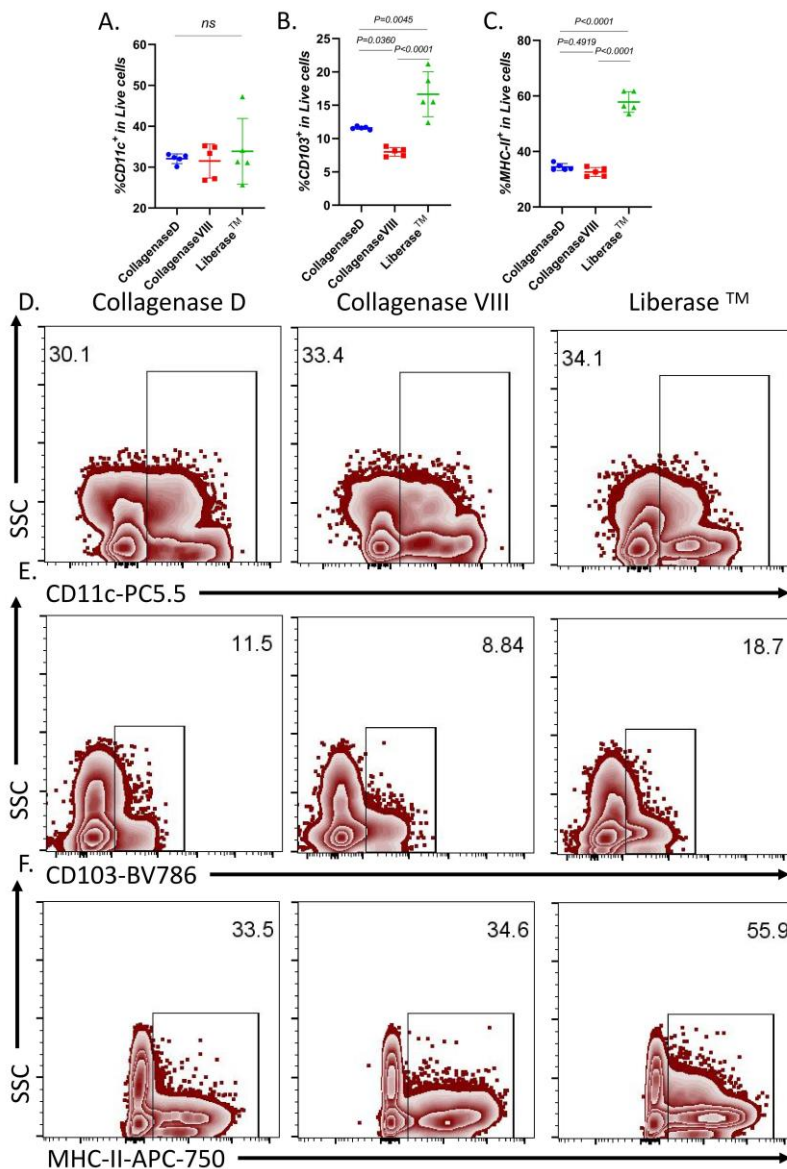 A.
ns
%CD11c+ in Live cells
60
50
40
30
20
CollagenaseD
CollagenaseVIII
Liberase TM
B.
P=0.0045
P=0.0360 P<0.0001
%CD103+ in Live cells
25
20
15
10
5
0
CollagenaseD
CollagenaseVIII
Liberase TM
C.
P<0.0001
P=0.4919 P<0.0001
%MHC-II+ in Live cells
80
60
40
20
CollagenaseD
CollagenaseVIII
Liberase TM
D. Collagenase D Collagenase VIII Liberase TM
30.1 33.4 34.1
SSC
CD11c-PC5.5
E.
11.5 8.84 18.7
SSC
CD103-BV786
F.
33.5 34.6 55.9
SSC
MHC-II-APC-750